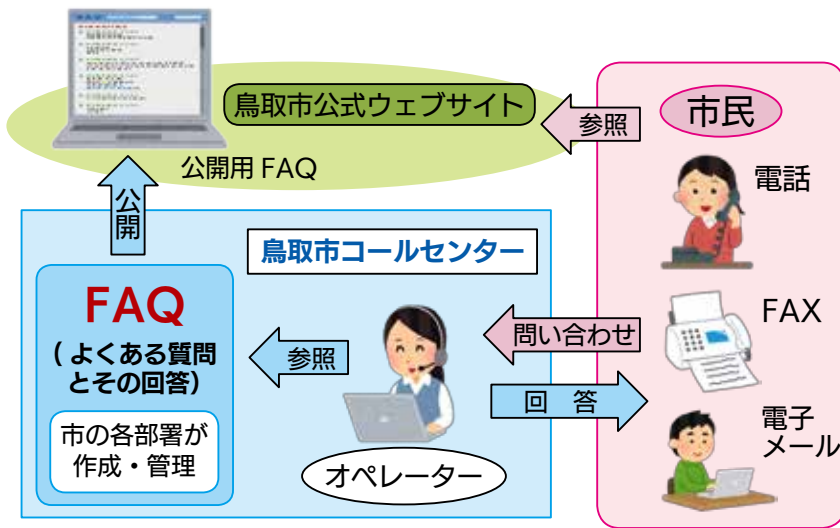 鳥取市公式ウェブサイト
公開用 FAQ
参照
市民
電話
FAX
電子
メール
公開
鳥取市コールセンター
FAQ
( よくある質問
とその回答)
市の各部署が
作成・管理
参照
オペレーター
問い合わせ
回 答